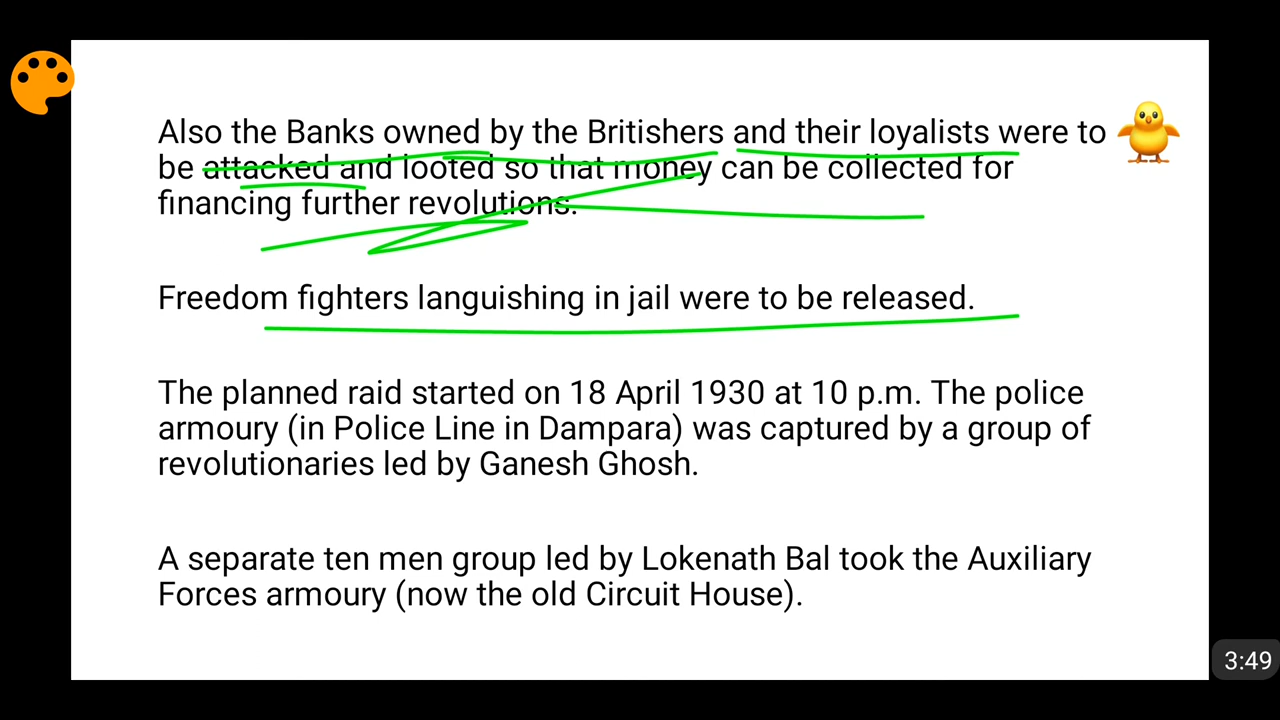 Also the Banks owned by the Britishers and their loyalists were to
be attacked and looted so that money can be collected for
financing further revolutions.
Freedom fighters languishing in jail were to be released.
The planned raid started on 18 April 1930 at 10 p.m. The police
armoury (in Police Line in Dampara) was captured by a group of
revolutionaries led by Ganesh Ghosh.
A separate ten men group led by Lokenath Bal took the Auxiliary
Forces armoury (now the old Circuit House).
3:49